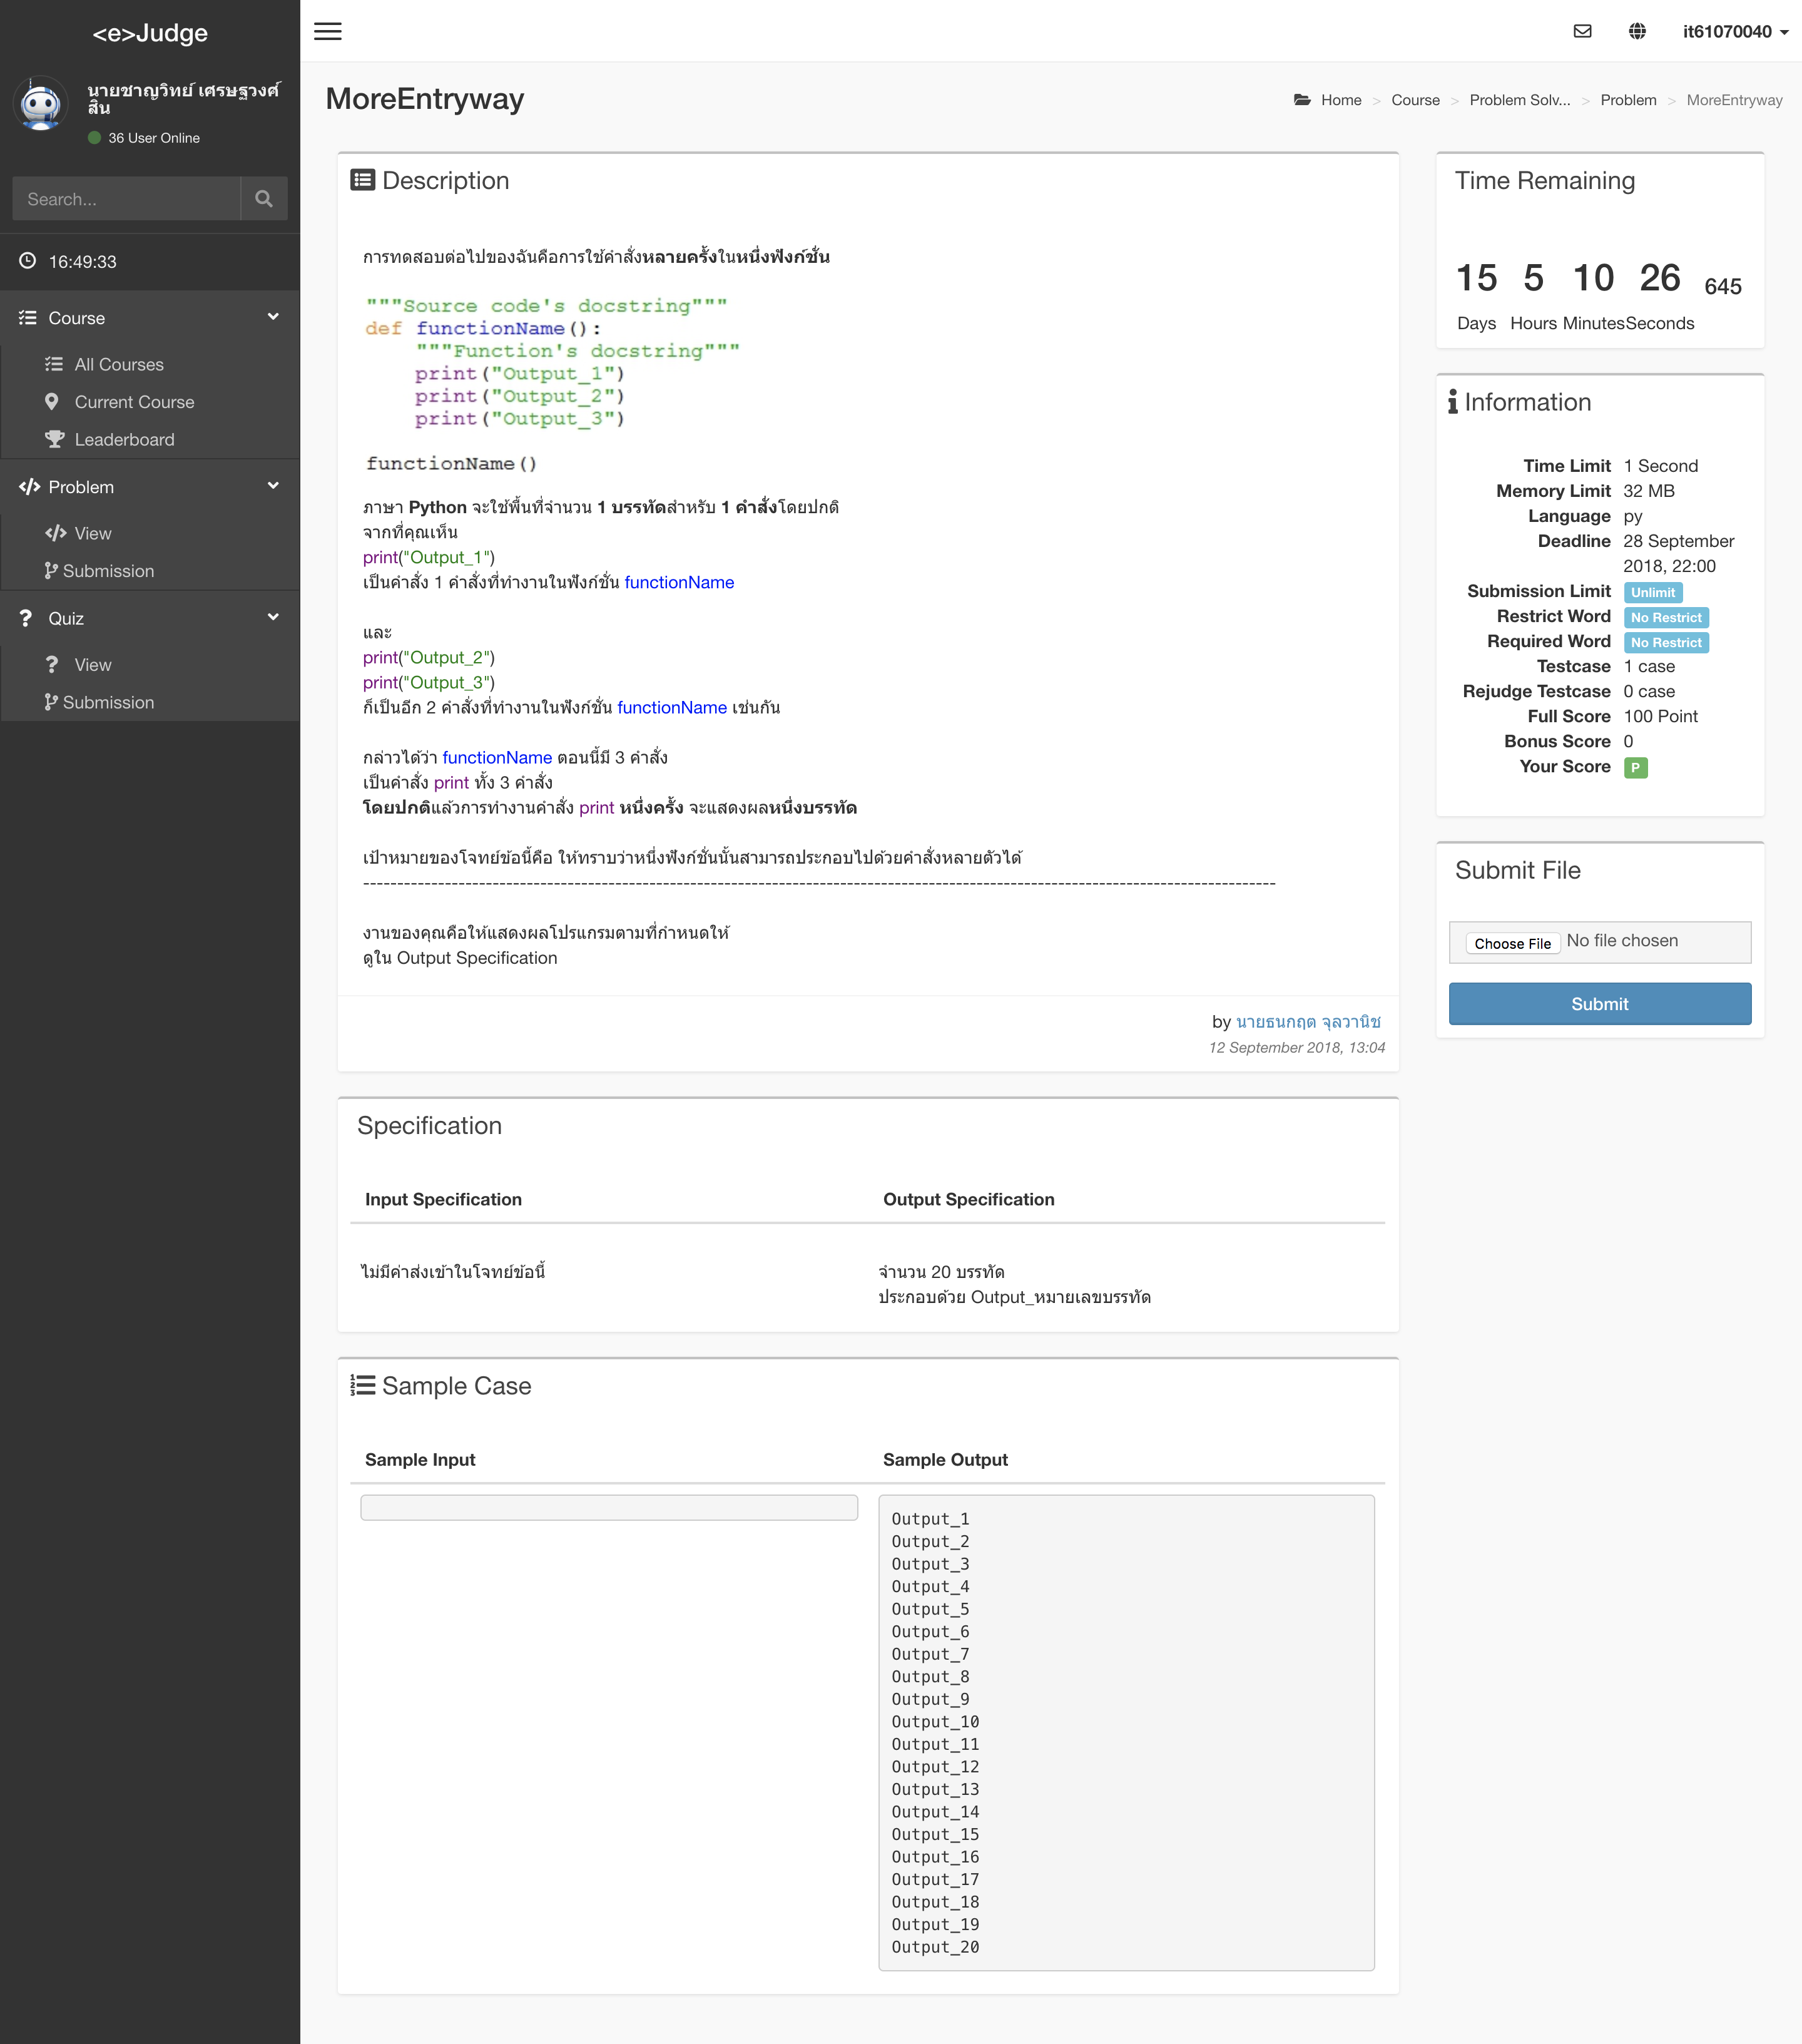 <e>Judge
นายชาญวิทย์ เศรษฐวงศ์
สิน
36 User Online
Search...
16:49:33
Course
All Courses
Current Course
Leaderboard
Problem
View
Submission
Quiz
View
Submission
it61070040
MoreEntryway
Home > Course > Problem Solv... > Problem > MoreEntryway
Description
การทดสอบต่อไปของฉันคือการใช้คำสั่งหลายครั้งในหนึ่งฟังก์ชั่น
"""Source code's docstring"""
def functionName():
"""Function's docstring"""
print("Output_1")
print("Output_2")
print("Output_3")
functionName()
ภาษา Python จะใช้พื้นที่จำนวน 1 บรรทัดสำหรับ 1 คำสั่งโดยปกติ
จากที่คุณเห็น
print("Output_1")
เป็นคำสั่ง 1 คำสั่งที่ทำงานในฟังก์ชั่น functionName
และ
print("Output_2")
print("Output_3")
ก็เป็นอีก 2 คำสั่งที่ทำงานในฟังก์ชั่น functionName เช่นกัน
กล่าวได้ว่า functionName ตอนนี้มี 3 คำสั่ง
เป็นคำสั่ง print ทั้ง 3 คำสั่ง
โดยปกติแล้วการทำงานคำสั่ง print หนึ่งครั้ง จะแสดงผลหนึ่งบรรทัด
เป้าหมายของโจทย์ข้อนี้คือ ให้ทราบว่าหนึ่งฟังก์ชั่นนั้นสามารถประกอบไปด้วยคำสั่งหลายตัวได้
---------------------------------------------------------------------------------------------------------------------------------------
งานของคุณคือให้แสดงผลโปรแกรมตามที่กำหนดให้
ดูใน Output Specification
by นายธนกฤต จุลวานิช
12 September 2018, 13:04
Specification
Input Specification
Output Specification
ไม่มีค่าส่งเข้าในโจทย์ข้อนี้
จำนวน 20 บรรทัด
ประกอบด้วย Output_หมายเลขบรรทัด
Sample Case
Sample Input
Sample Output
Output_1
Output_2
Output_3
Output_4
Output_5
Output_6
Output_7
Output_8
Output_9
Output_10
Output_11
Output_12
Output_13
Output_14
Output_15
Output_16
Output_17
Output_18
Output_19
Output_20
Time Remaining
15 5 10 26 645
Days Hours Minutes Seconds
Information
Time Limit 1 Second
Memory Limit 32 MB
Language py
Deadline 28 September
2018, 22:00
Submission Limit Unlimit
Restrict Word No Restrict
Required Word No Restrict
Testcase 1 case
Rejudge Testcase 0 case
Full Score 100 Point
Bonus Score 0
Your Score P
Submit File
Choose File No file chosen
Submit